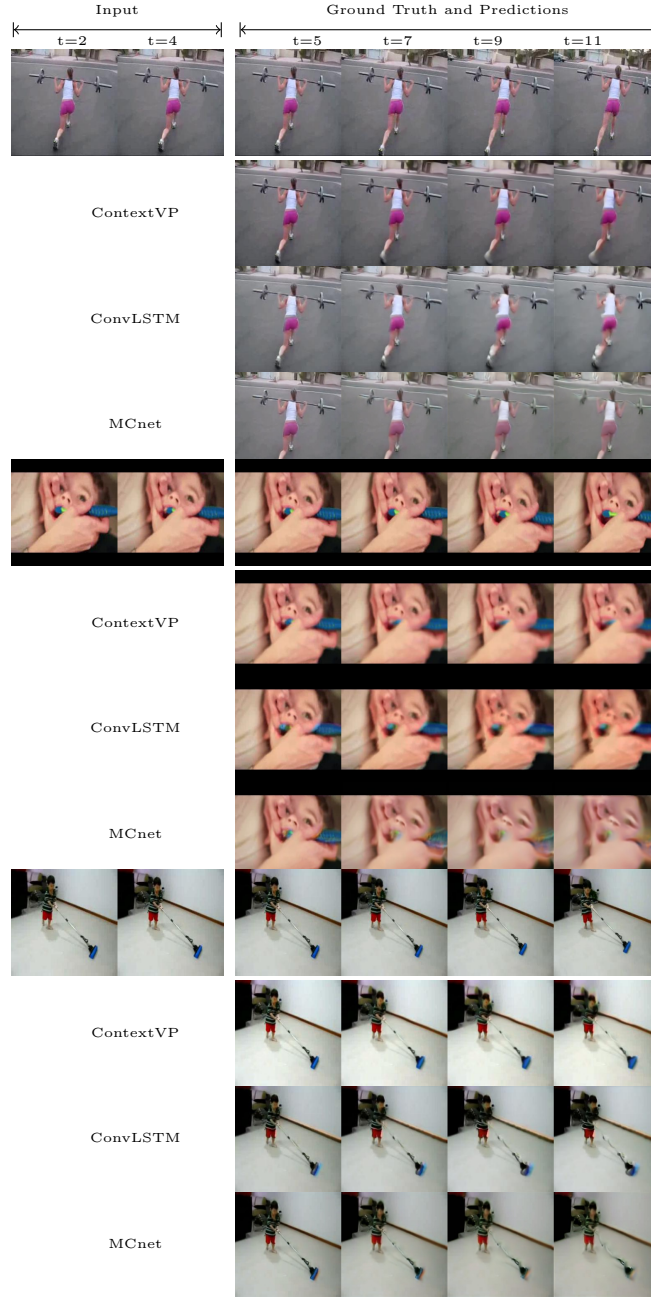 Input Ground Truth and Predictions
t=2 t=4 t=5 t=7 t=9 t=11
ContextVP
ConvLSTM
MCnet
ContextVP
ConvLSTM
MCnet
ContextVP
ConvLSTM
MCnet